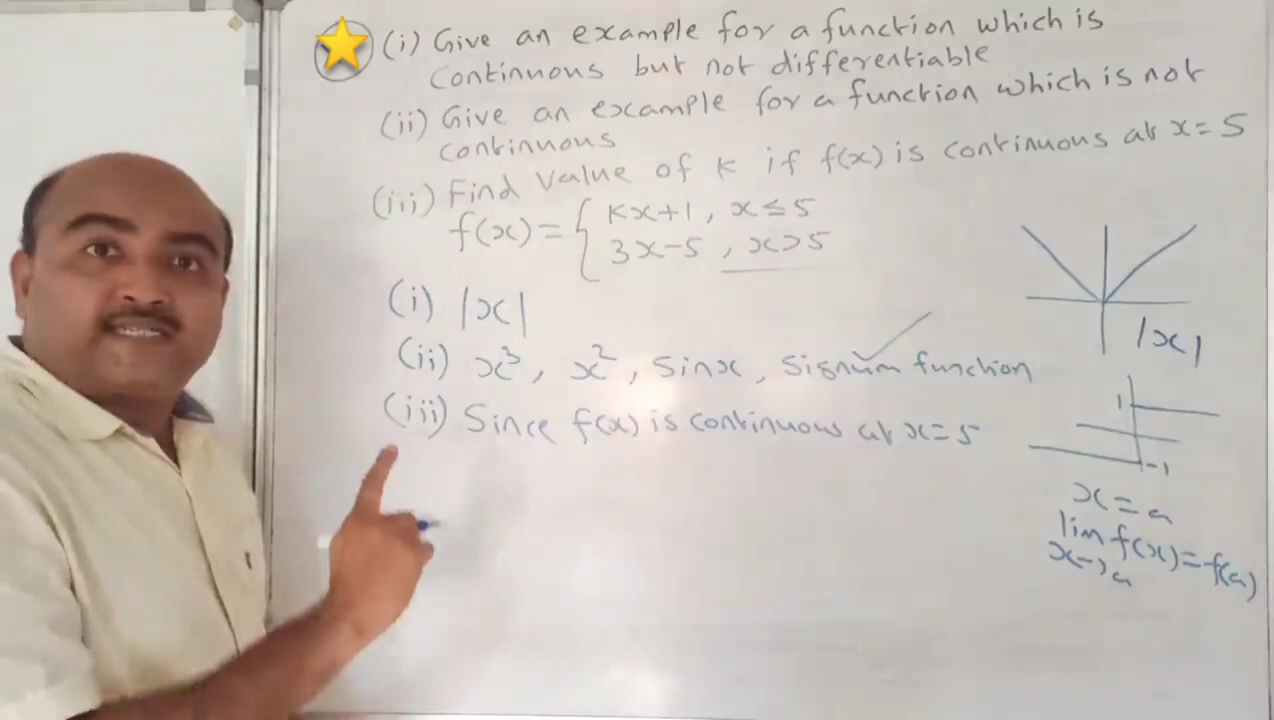 (i) Give an example for a function which is
continuous but not differentiable
(ii) Give an example for a function which is not
continuous
(iii) Find value of k if f(x) is continuous at x=5
f(x) = { kx+1, x≤5
3x-5, x>5
(i) |x|
|x|
(ii) x³, x², sinx, signum function
1
(iii) Since f(x) is continuous at x=5
-1
x=a
lim f(x)=f(a)
x->a